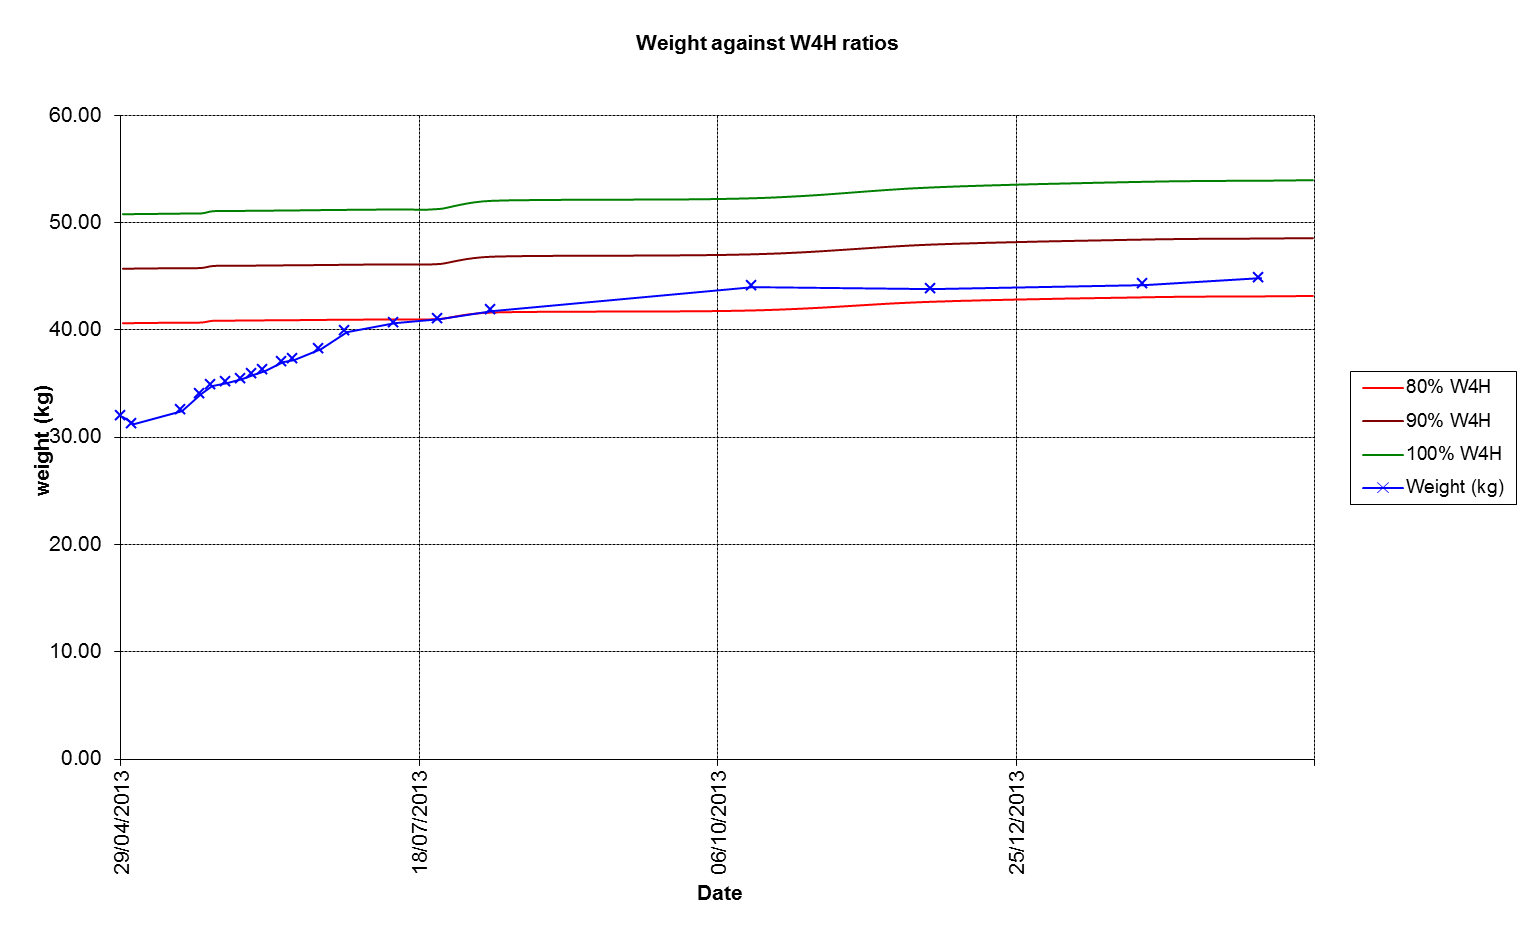 Weight against W4H ratios
60.00
50.00
40.00
30.00
20.00
10.00
0.00
weight (kg)
29/04/2013
18/07/2013
06/10/2013
25/12/2013
Date
80% W4H
90% W4H
100% W4H
Weight (kg)